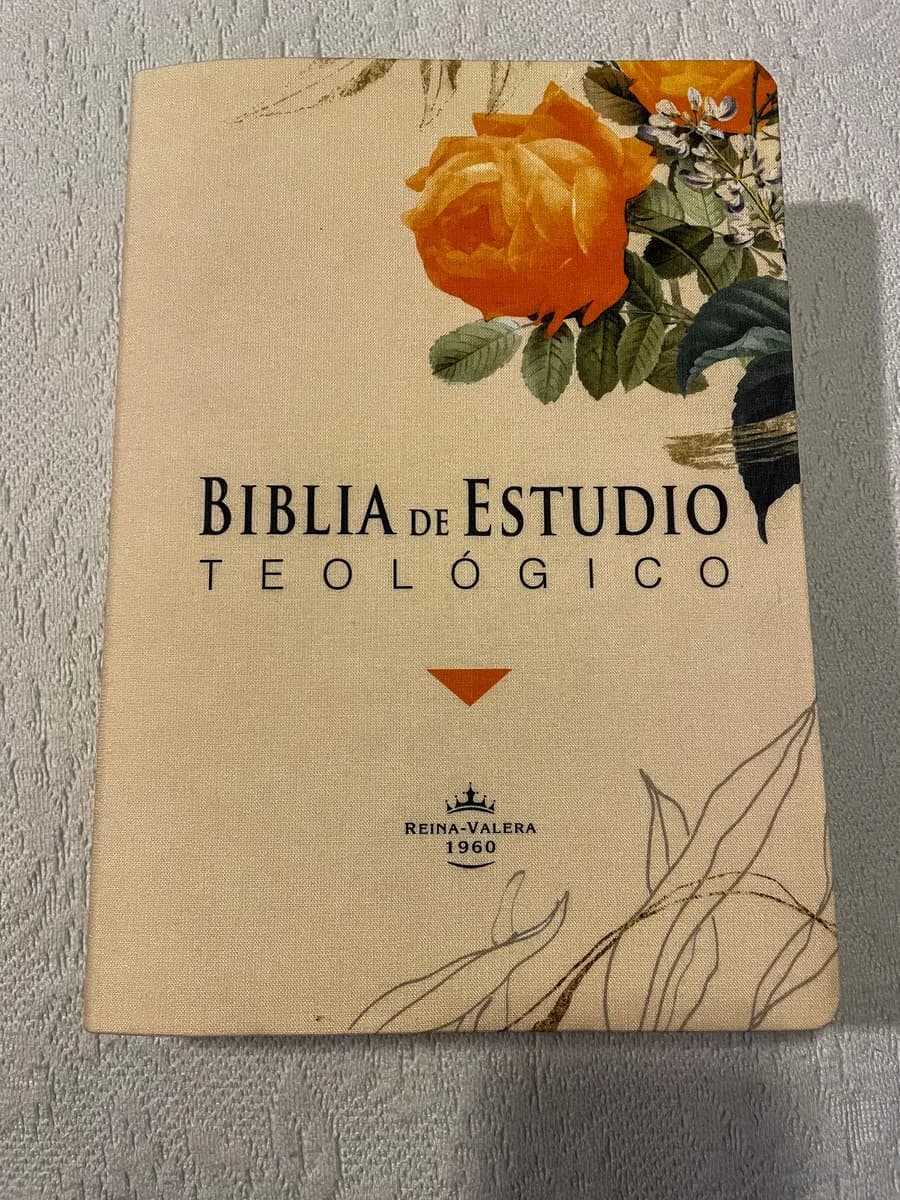 BIBLIA DE ESTUDIO
TEOLÓGICO
REINA-VALERA
1960